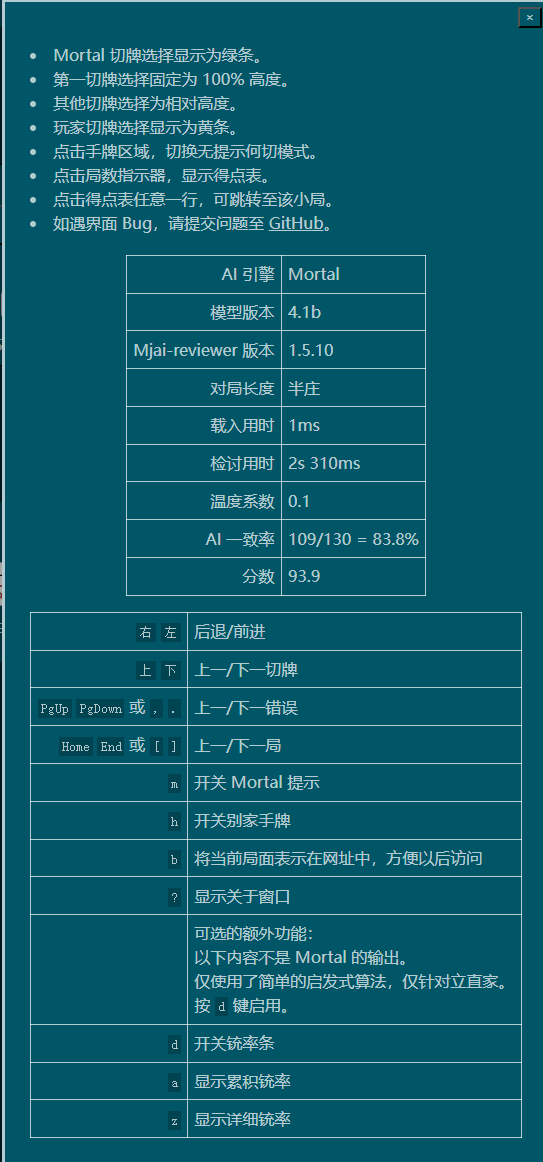 ×
Mortal 切牌选择显示为绿条。
第一切牌选择固定为 100% 高度。
其他切牌选择为相对高度。
玩家切牌选择显示为黄条。
点击手牌区域，切换无提示何切模式。
点击局数指示器，显示得点表。
点击得点表任意一行，可跳转至该小局。
如遇界面 Bug，请提交问题至 GitHub。
AI 引擎 Mortal
模型版本 4.1b
Mjai-reviewer 版本 1.5.10
对局长度 半庄
载入用时 1ms
检讨用时 2s 310ms
温度系数 0.1
AI 一致率 109/130 = 83.8%
分数 93.9
右 左 后退/前进
上 下 上一/下一切牌
PgUp PgDown 或 , . 上一/下一错误
Home End 或 [ ] 上一/下一局
m 开关 Mortal 提示
h 开关别家手牌
b 将当前局面表示在网址中，方便以后访问
? 显示关于窗口
可选的额外功能：
以下内容不是 Mortal 的输出。
仅使用了简单的启发式算法，仅针对立直家。
按 d 键启用。
d 开关铳率条
a 显示累积铳率
z 显示详细铳率